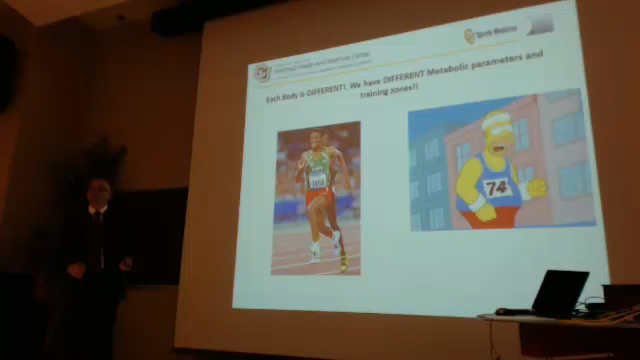 Sports Medicine
Each Body is DIFFERENT!. We have DIFFERENT Metabolic parameters and
training zones!!
74